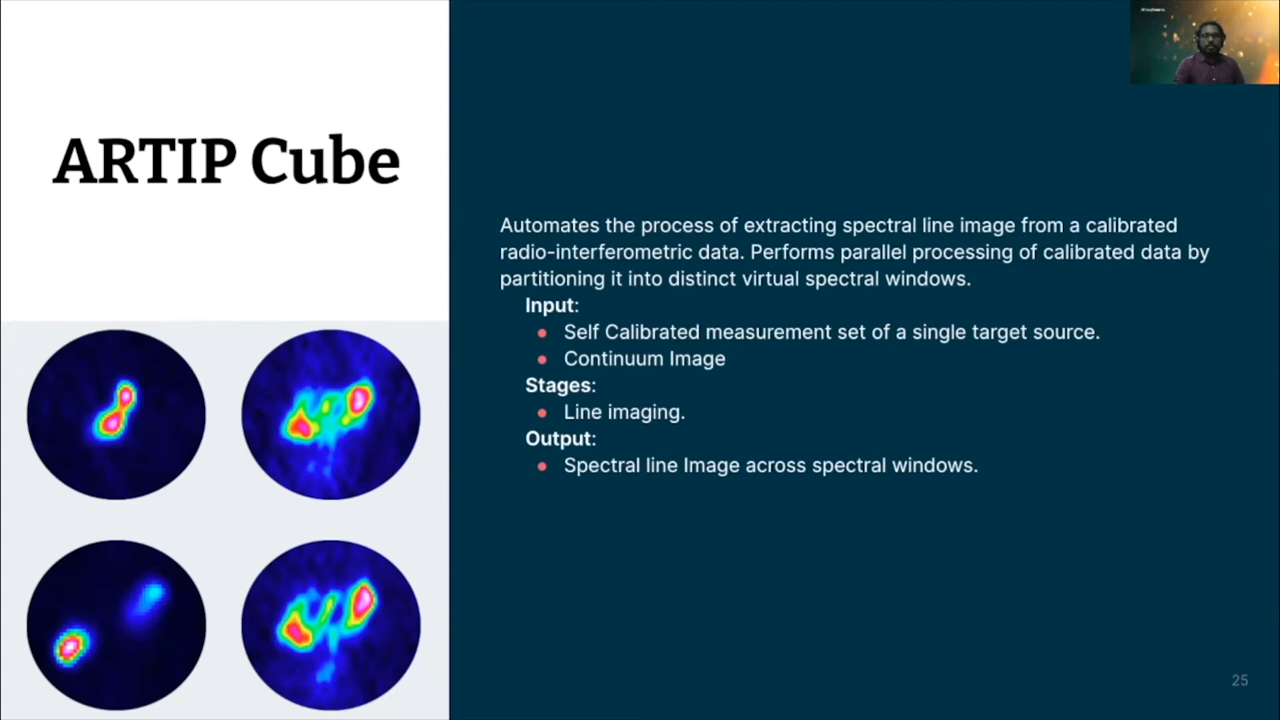 ARTIP Cube
Automates the process of extracting spectral line image from a calibrated
radio-interferometric data. Performs parallel processing of calibrated data by
partitioning it into distinct virtual spectral windows.
Input:
● Self Calibrated measurement set of a single target source.
● Continuum Image
Stages:
● Line imaging.
Output:
● Spectral line Image across spectral windows.
25